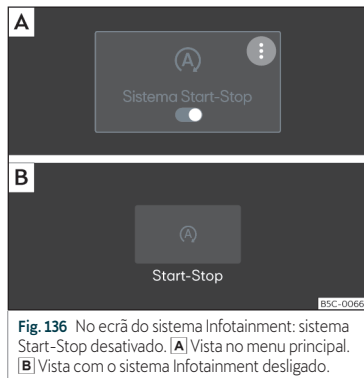 A
A
Sistema Start-Stop
B
A
Start-Stop
B5C-0066
Fig. 136 No ecrã do sistema Infotainment: sistema
Start-Stop desativado. A Vista no menu principal.
B Vista com o sistema Infotainment desligado.